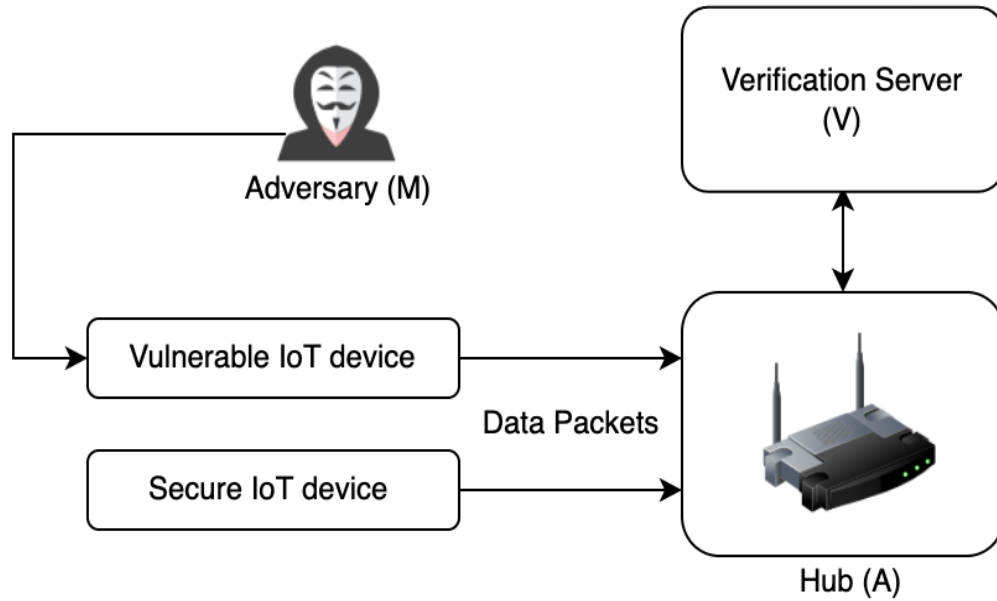 Verification Server
(V)
Adversary (M)
Vulnerable IoT device
Data Packets
Secure IoT device
Hub (A)